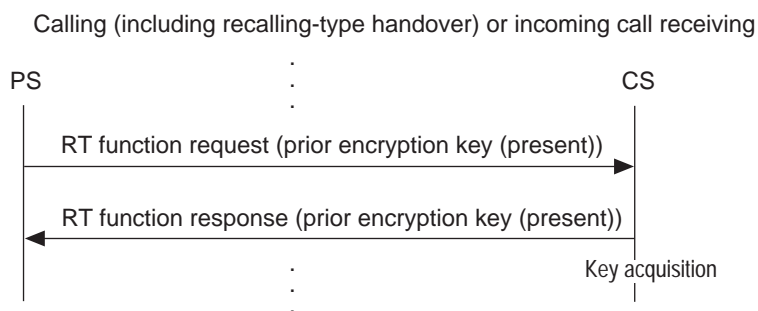 Calling (including recalling-type handover) or incoming call receiving
PS
CS
RT function request (prior encryption key (present))
RT function response (prior encryption key (present))
Key acquisition